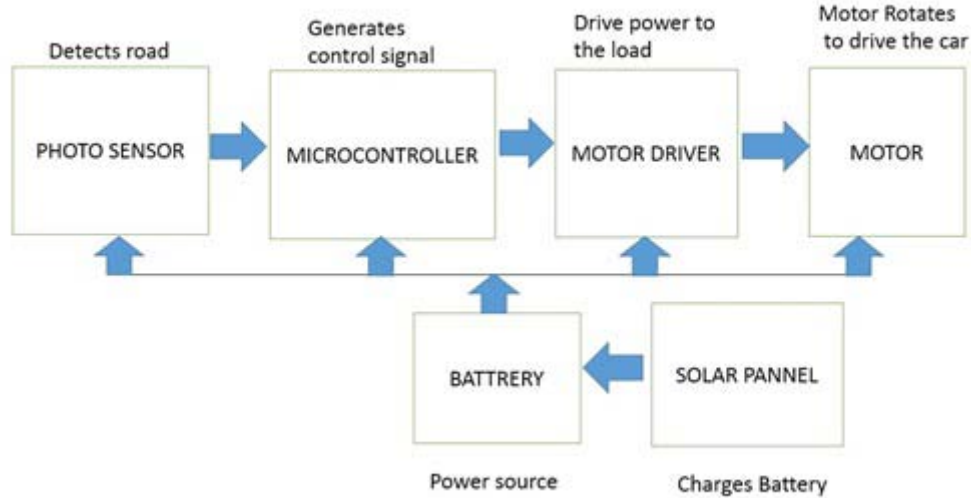 Detects road
Generates
control signal
Drive power to
the load
Motor Rotates
to drive the car
PHOTO SENSOR
MICROCONTROLLER
MOTOR DRIVER
MOTOR
BATTRERY
SOLAR PANNEL
Power source
Charges Battery